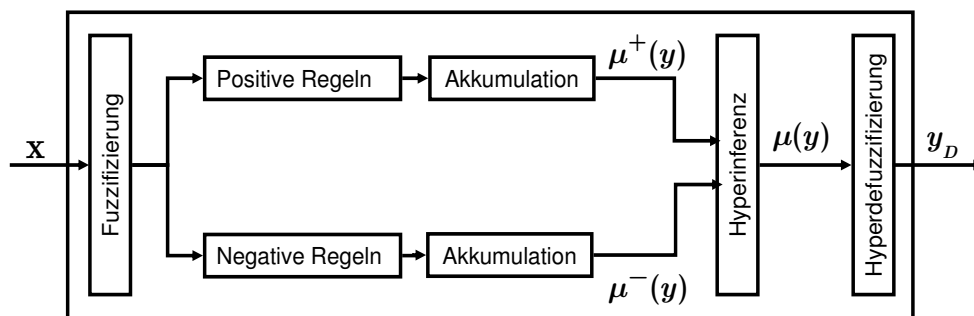 x
Fuzzifizierung
Positive Regeln
Akkumulation
μ⁺(y)
Negative Regeln
Akkumulation
μ⁻(y)
Hyperinferenz
μ(y)
Hyperdefuzzifizierung
y_D